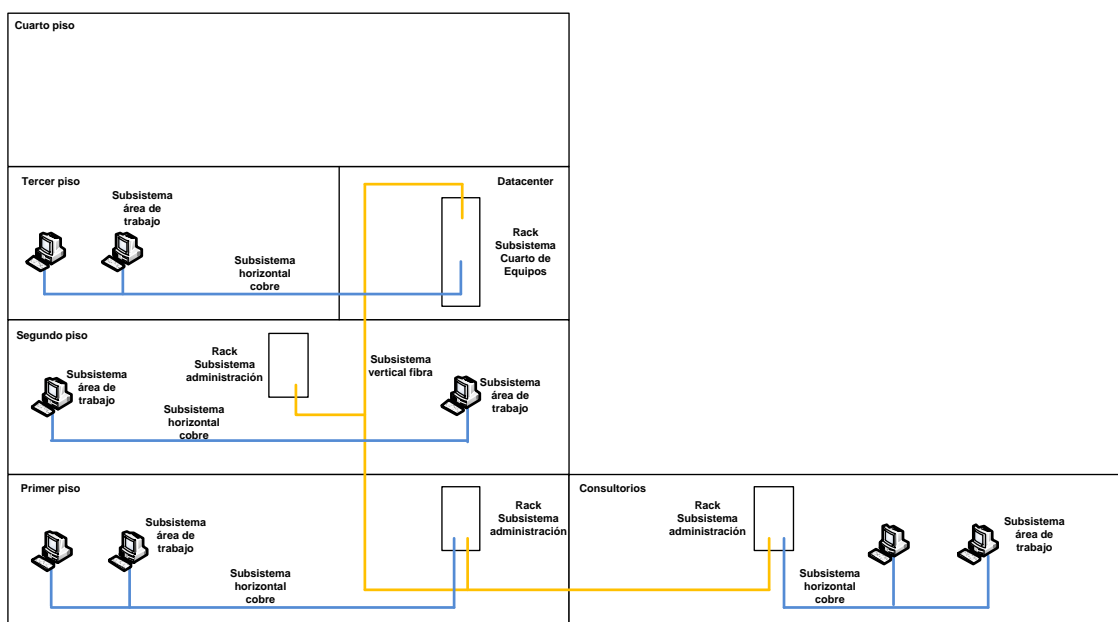 Cuarto piso
Tercer piso
Subsistema
área de
trabajo
Subsistema
horizontal
cobre
Datacenter
Rack
Subsistema
Cuarto de
Equipos
Segundo piso
Subsistema
área de
trabajo
Rack
Subsistema
administración
Subsistema
horizontal
cobre
Subsistema
vertical fibra
Subsistema
área de
trabajo
Primer piso
Subsistema
área de
trabajo
Subsistema
horizontal
cobre
Rack
Subsistema
administración
Consultorios
Rack
Subsistema
administración
Subsistema
horizontal
cobre
Subsistema
área de
trabajo